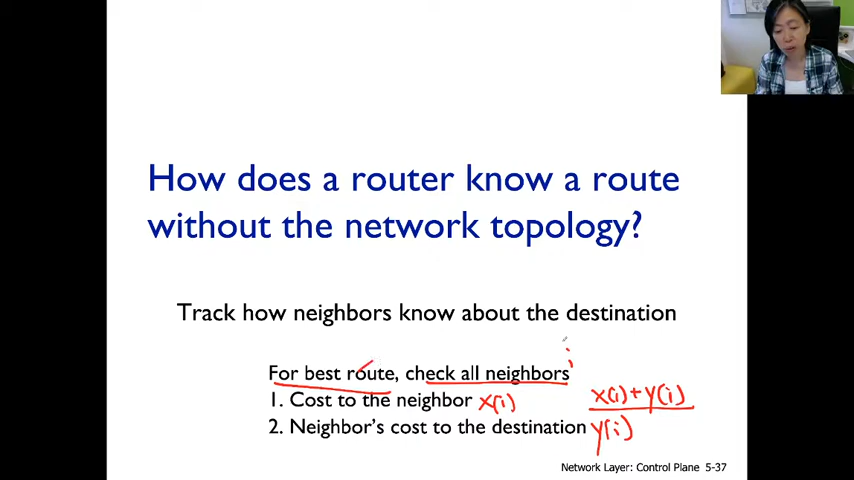 How does a router know a route
without the network topology?
Track how neighbors know about the destination
For best route, check all neighbors i
1. Cost to the neighbor x(i) x(i)+y(i)
2. Neighbor's cost to the destination y(i)
Network Layer: Control Plane 5-37